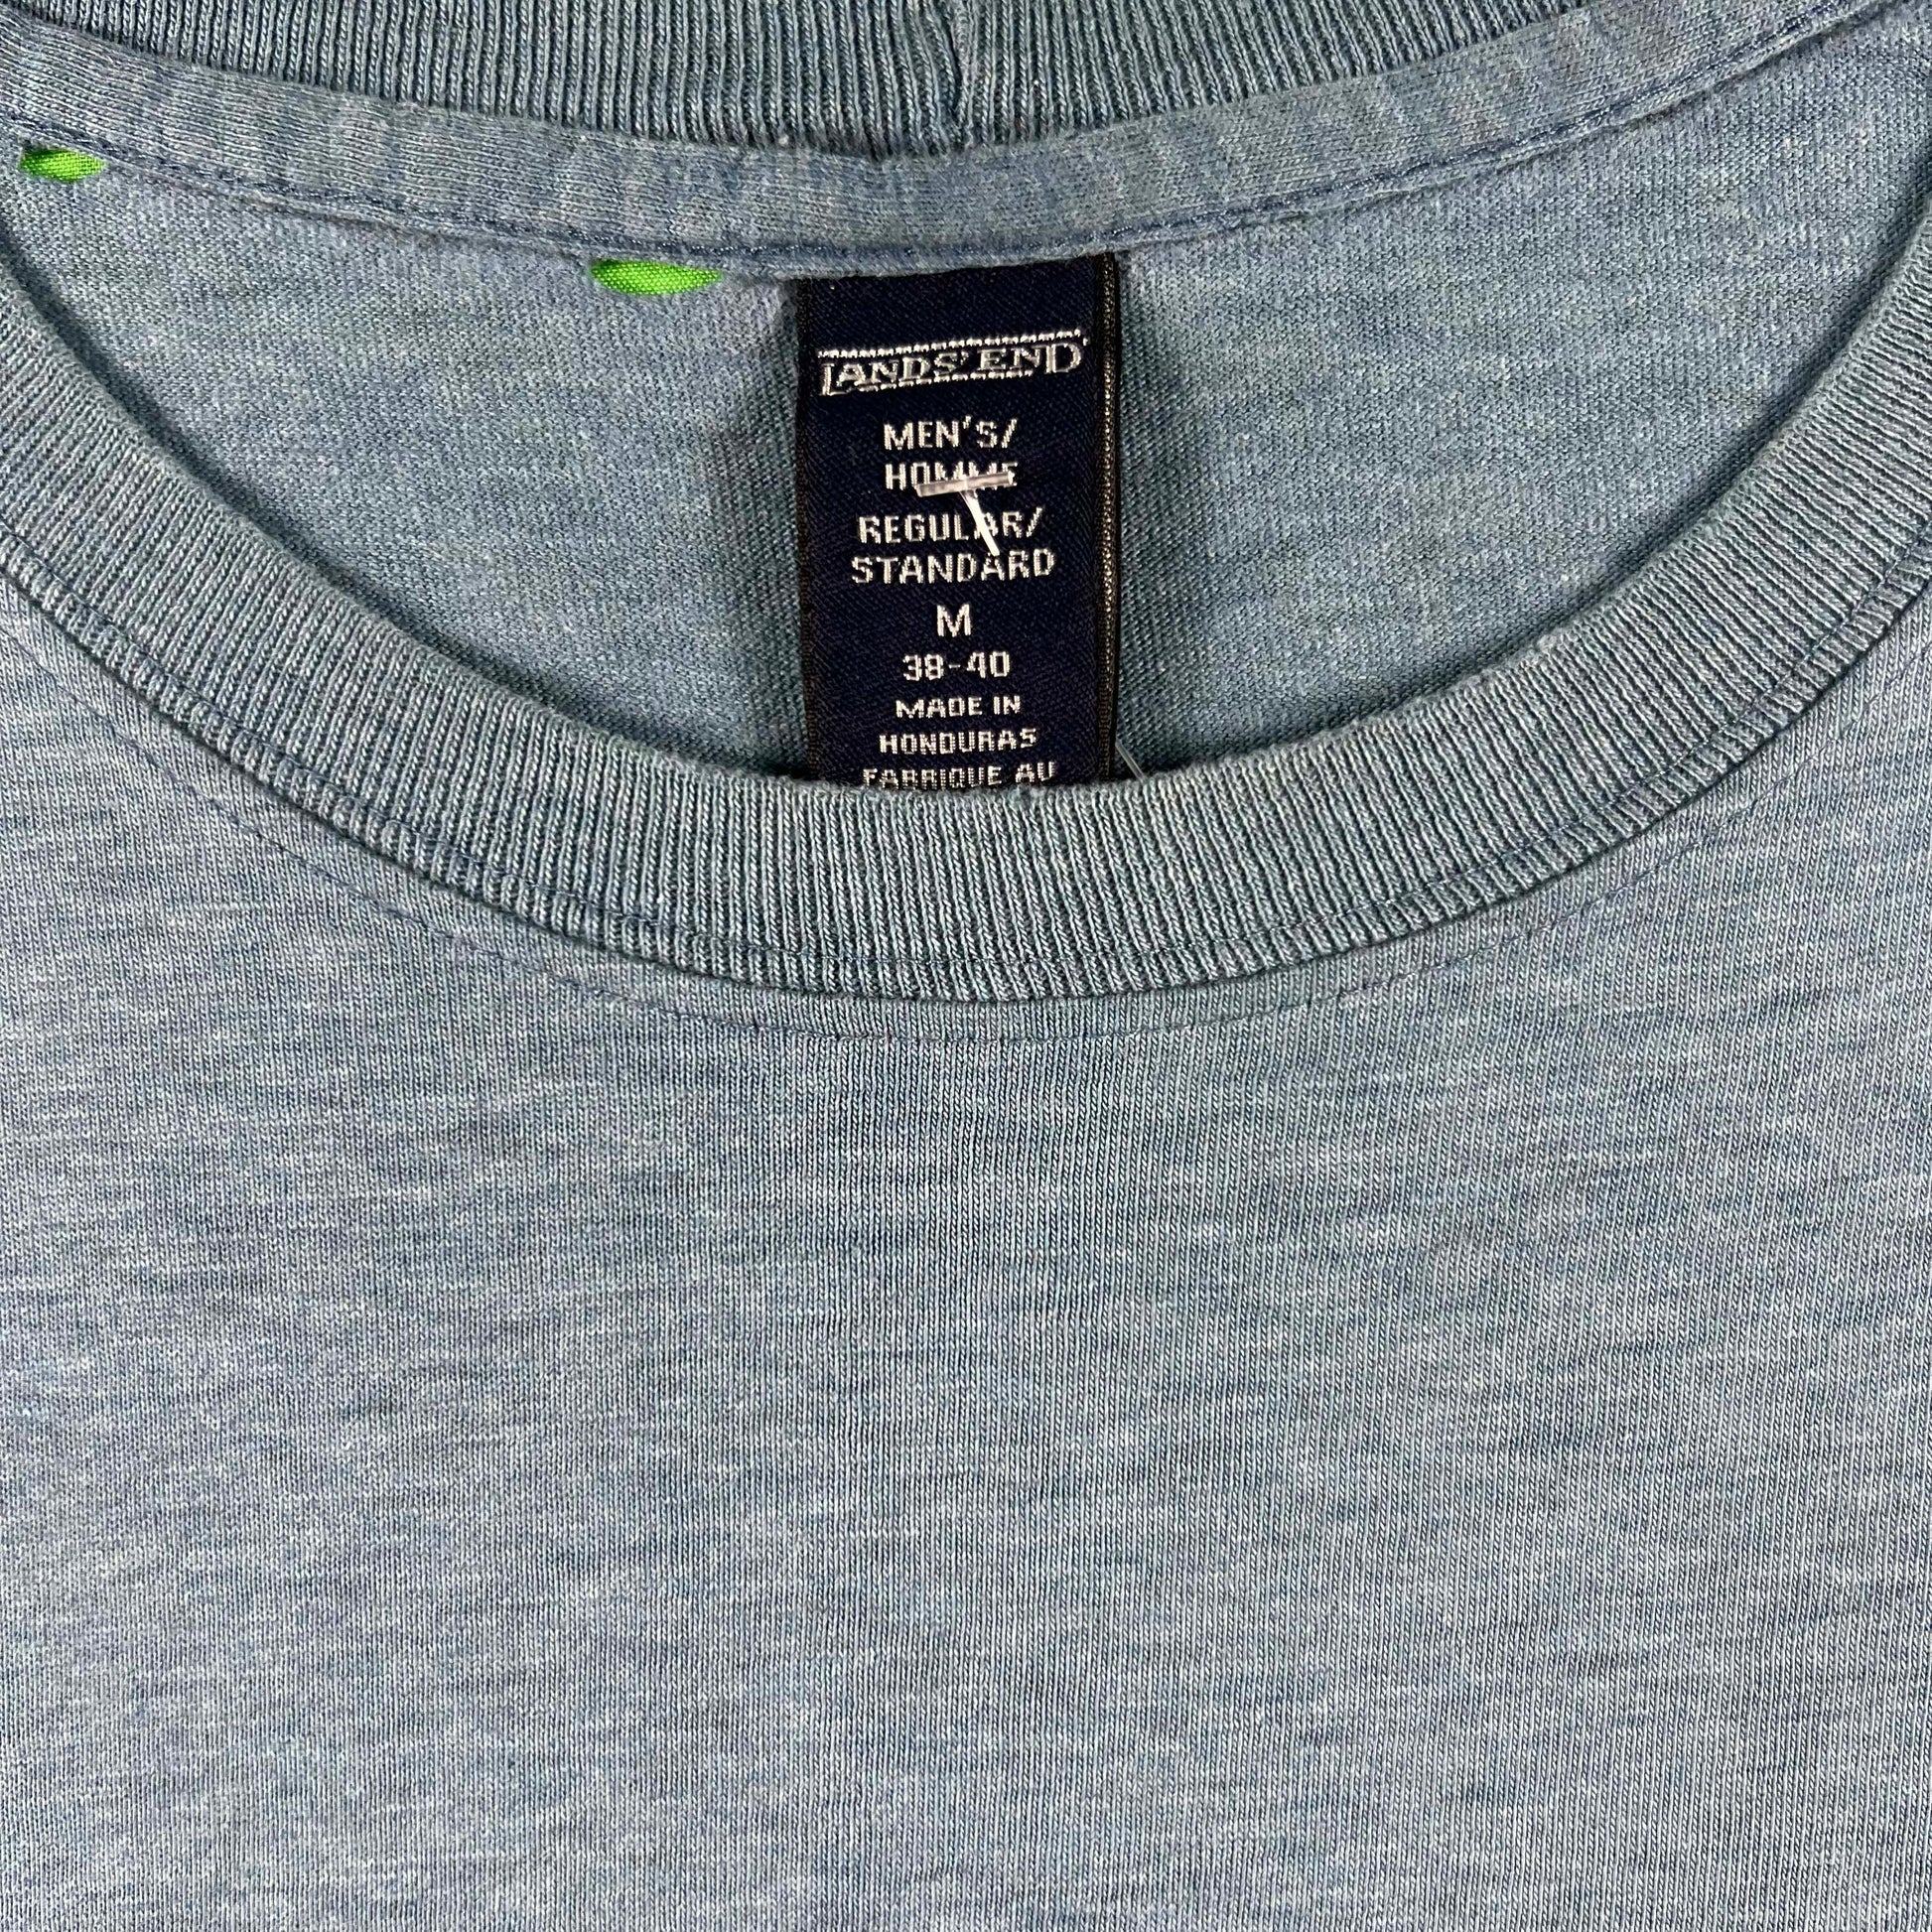 LANDS' END
MEN'S/
HOMME
REGULAR/
STANDARD
M
38-40
MADE IN
HONDURAS
FABRIQUE AU